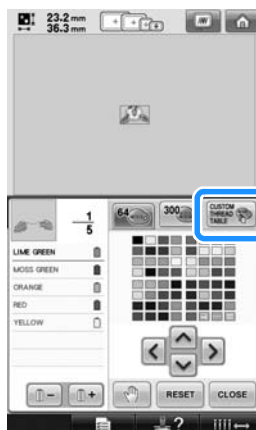 23.2 mm
36.3 mm
1
5
64
300
CUSTOM
THREAD
TABLE
LIME GREEN
MOSS GREEN
ORANGE
RED
YELLOW
RESET
CLOSE
?